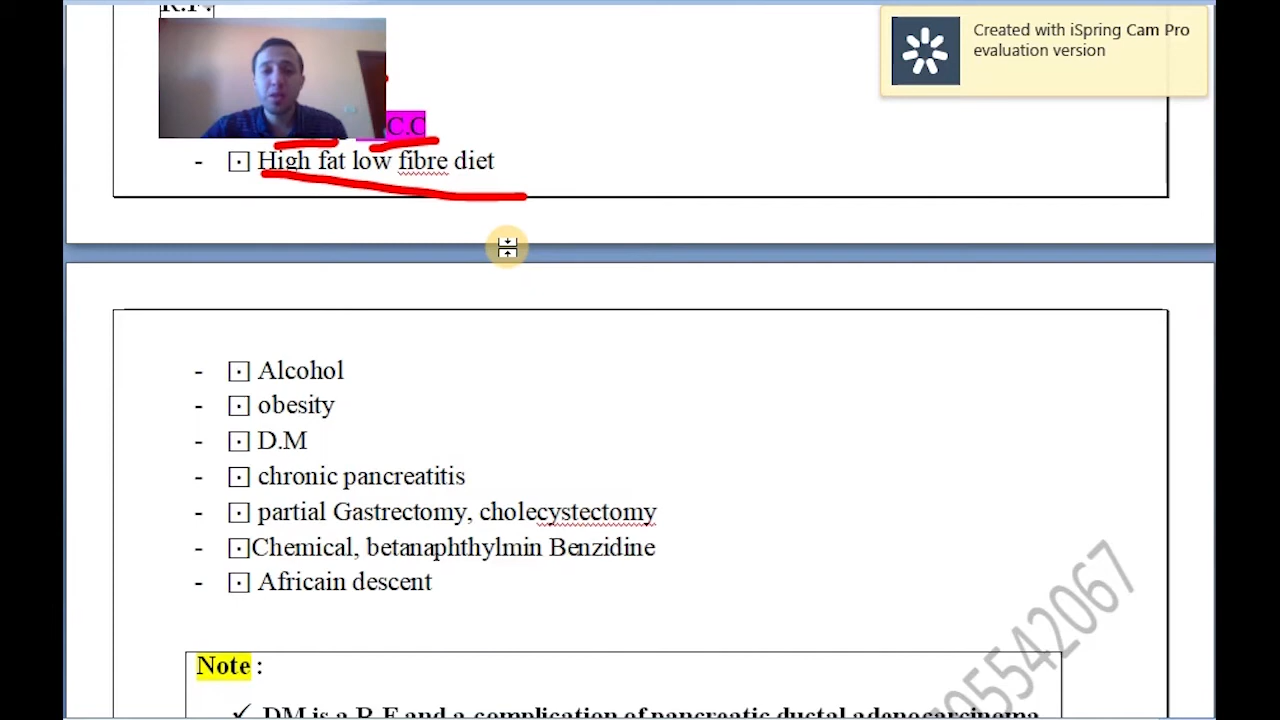 R.F:
Created with iSpring Cam Pro
evaluation version
C.C
- ⊡ High fat low fibre diet
- ⊡ Alcohol
- ⊡ obesity
- ⊡ D.M
- ⊡ chronic pancreatitis
- ⊡ partial Gastrectomy, cholecystectomy
- ⊡Chemical, betanaphthylmin Benzidine
- ⊡ Africain descent
Note :
✓ DM is a R.F and a complication of pancreatic ductal adenocarcinoma
05542067